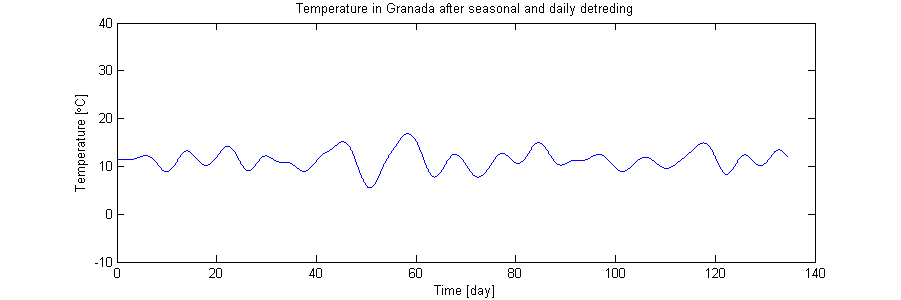 Temperature in Granada after seasonal and daily detreding
40
30
20
10
0
-10
Temperature [ºC]
0 20 40 60 80 100 120 140
Time [day]